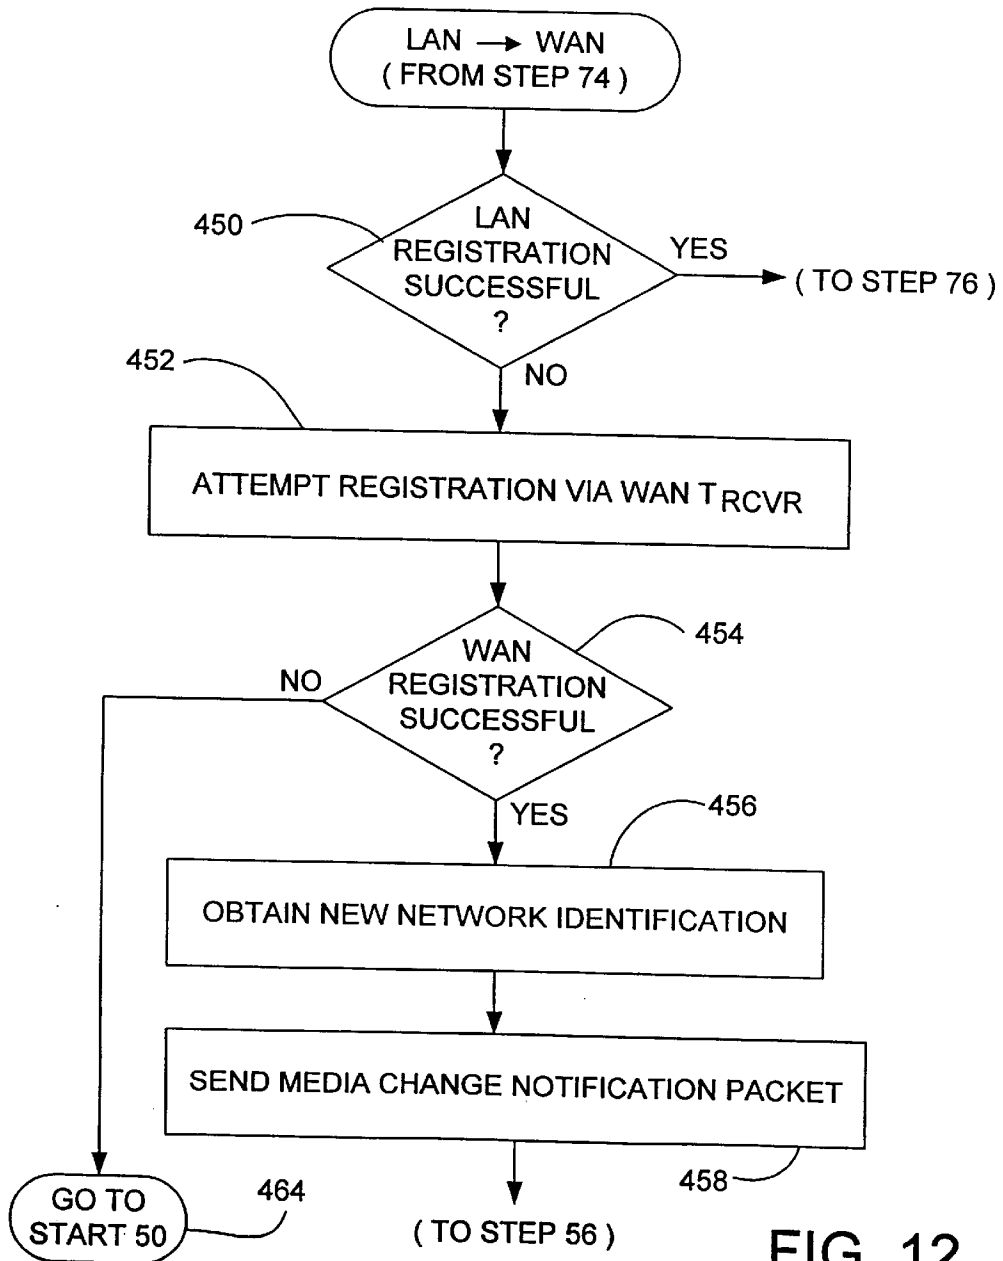 LAN → WAN
( FROM STEP 74 )
450
LAN
REGISTRATION
SUCCESSFUL
?
YES
( TO STEP 76 )
NO
452
ATTEMPT REGISTRATION VIA WAN TRCVR
454
WAN
REGISTRATION
SUCCESSFUL
?
NO
YES
456
OBTAIN NEW NETWORK IDENTIFICATION
SEND MEDIA CHANGE NOTIFICATION PACKET
458
GO TO
START 50
464
( TO STEP 56 )
FIG. 12